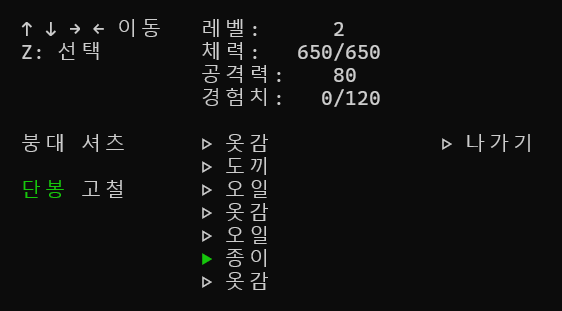 ↑ ↓ → ← 이동 레벨: 2
Z: 선택 체력: 650/650
공격력: 80
경험치: 0/120
붕대 셔츠 ▷ 옷감 ▷ 나가기
▷ 도끼
단봉 고철 ▷ 오일
▷ 옷감
▷ 오일
▶ 종이
▷ 옷감